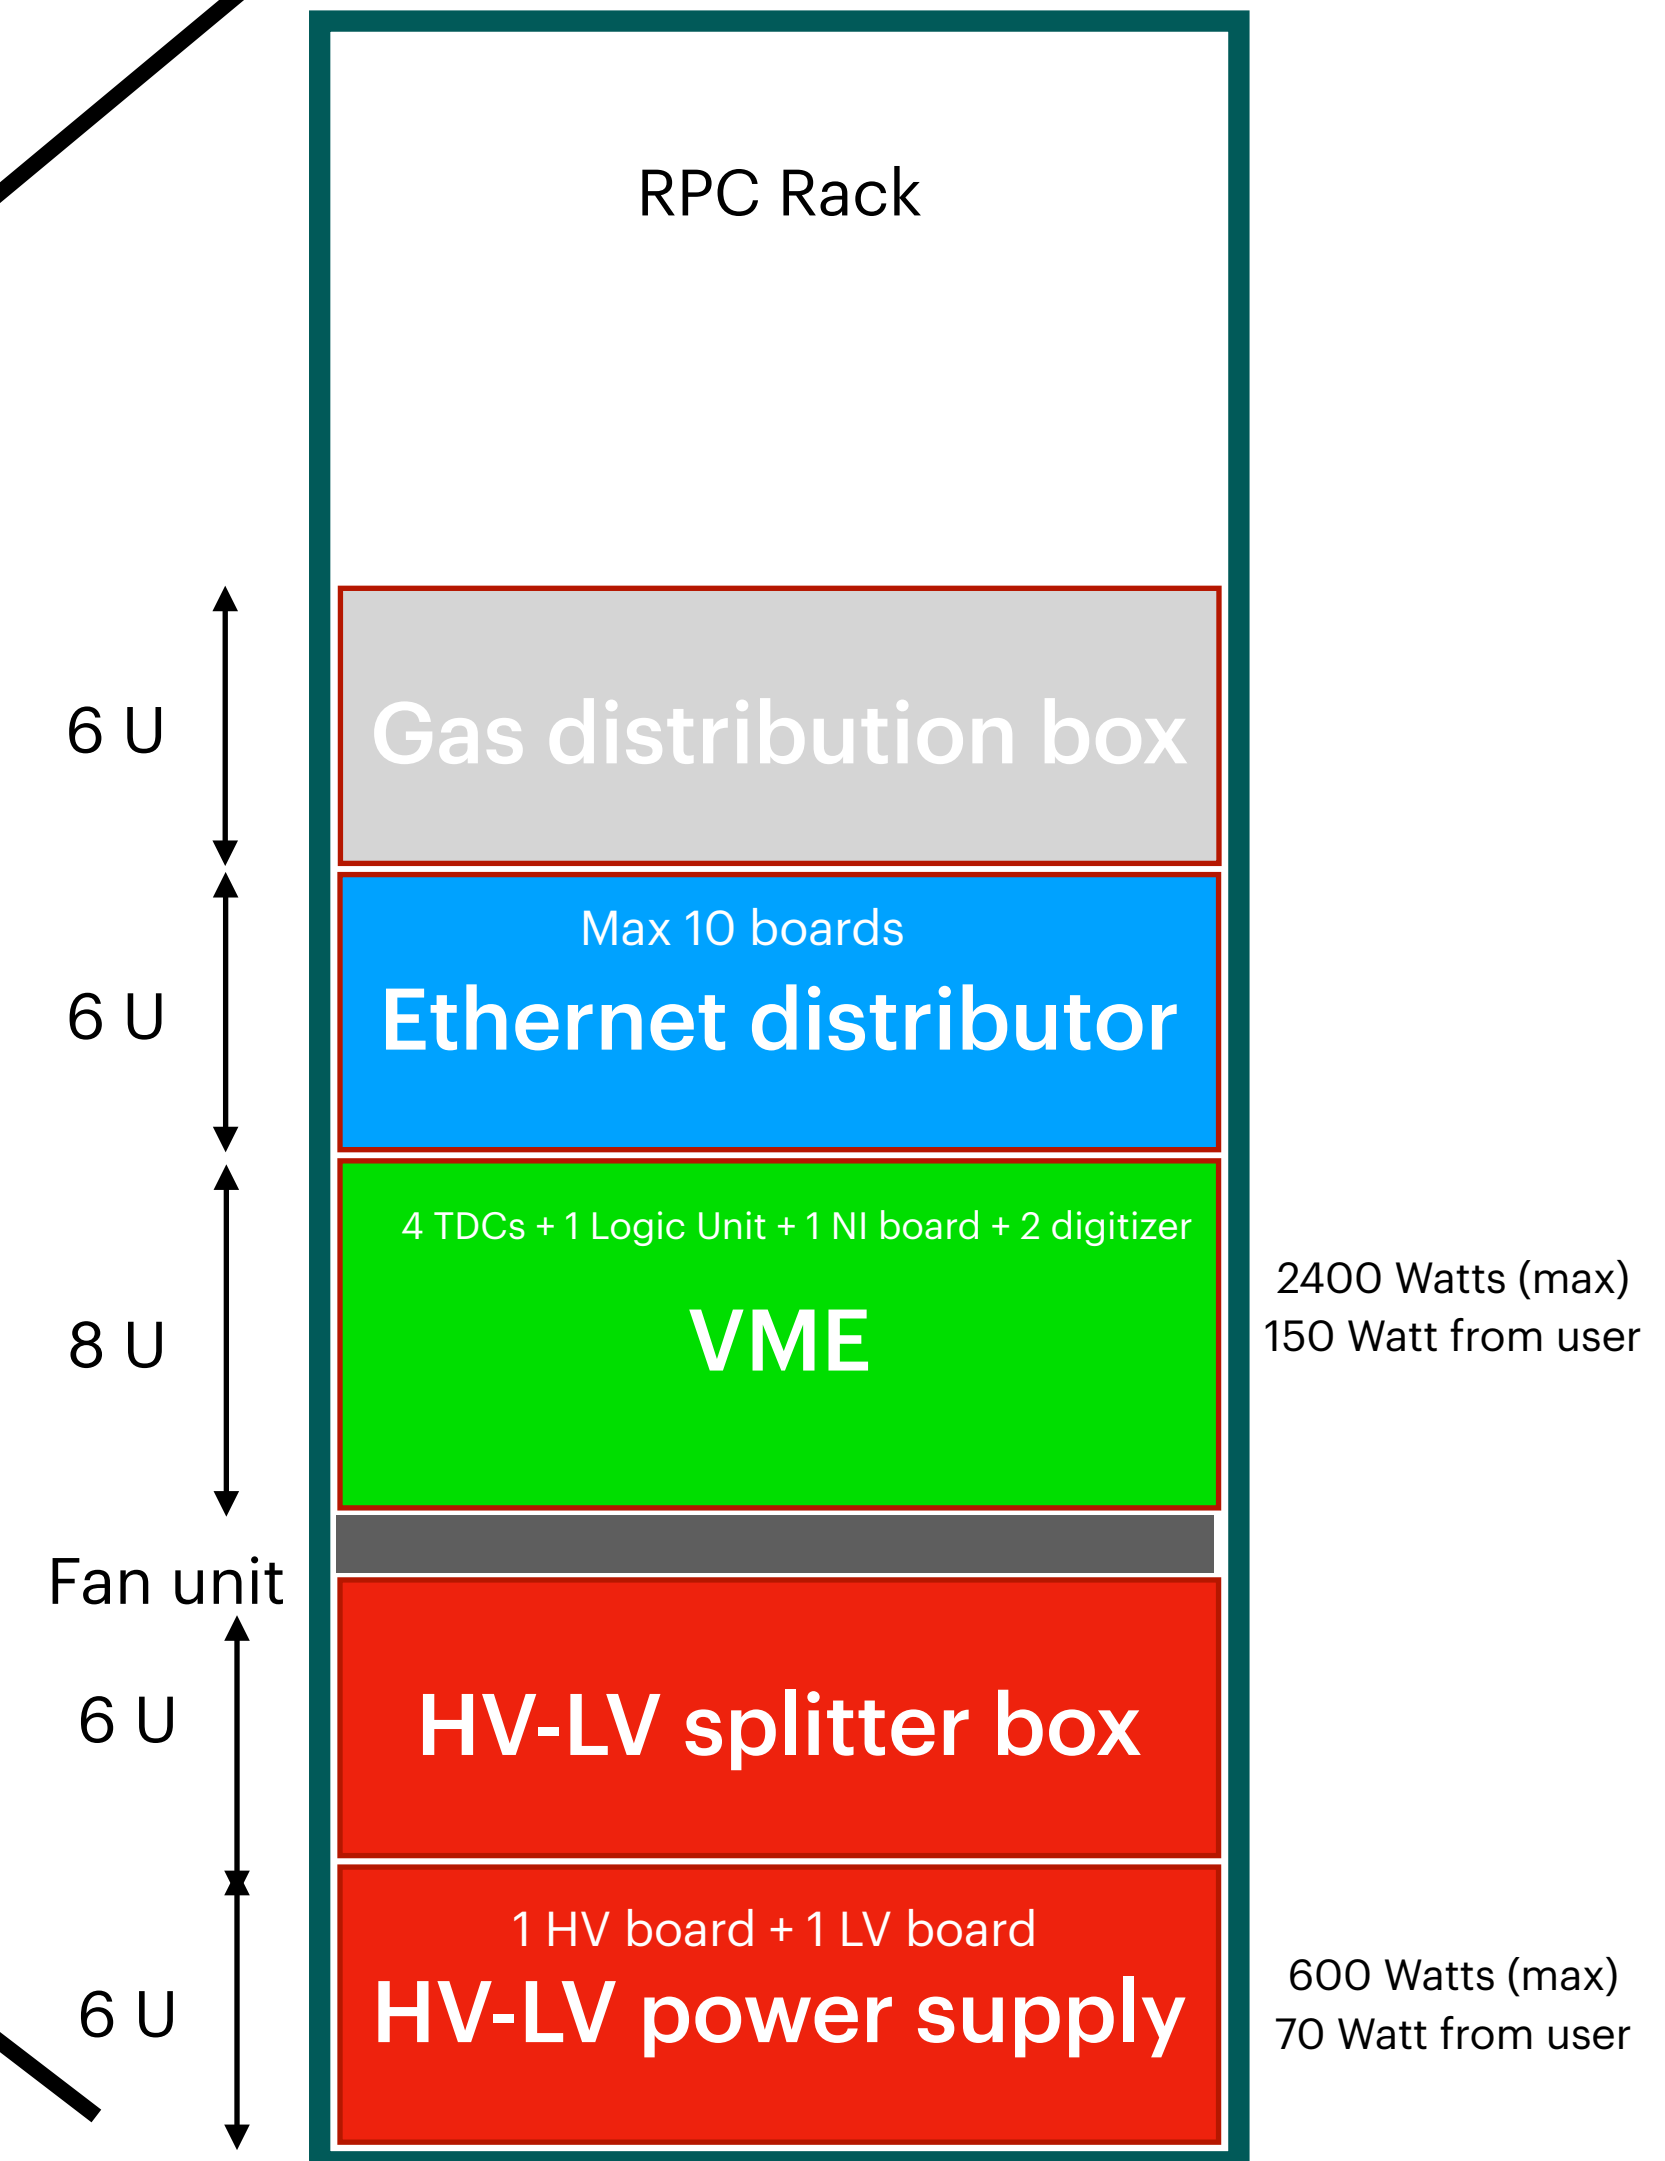 RPC Rack
6 U
Gas distribution box
6 U
Max 10 boards
Ethernet distributor
8 U
4 TDCs + 1 Logic Unit + 1 NI board + 2 digitizer
VME
2400 Watts (max)
150 Watt from user
Fan unit
6 U
HV-LV splitter box
6 U
1 HV board + 1 LV board
HV-LV power supply
600 Watts (max)
70 Watt from user